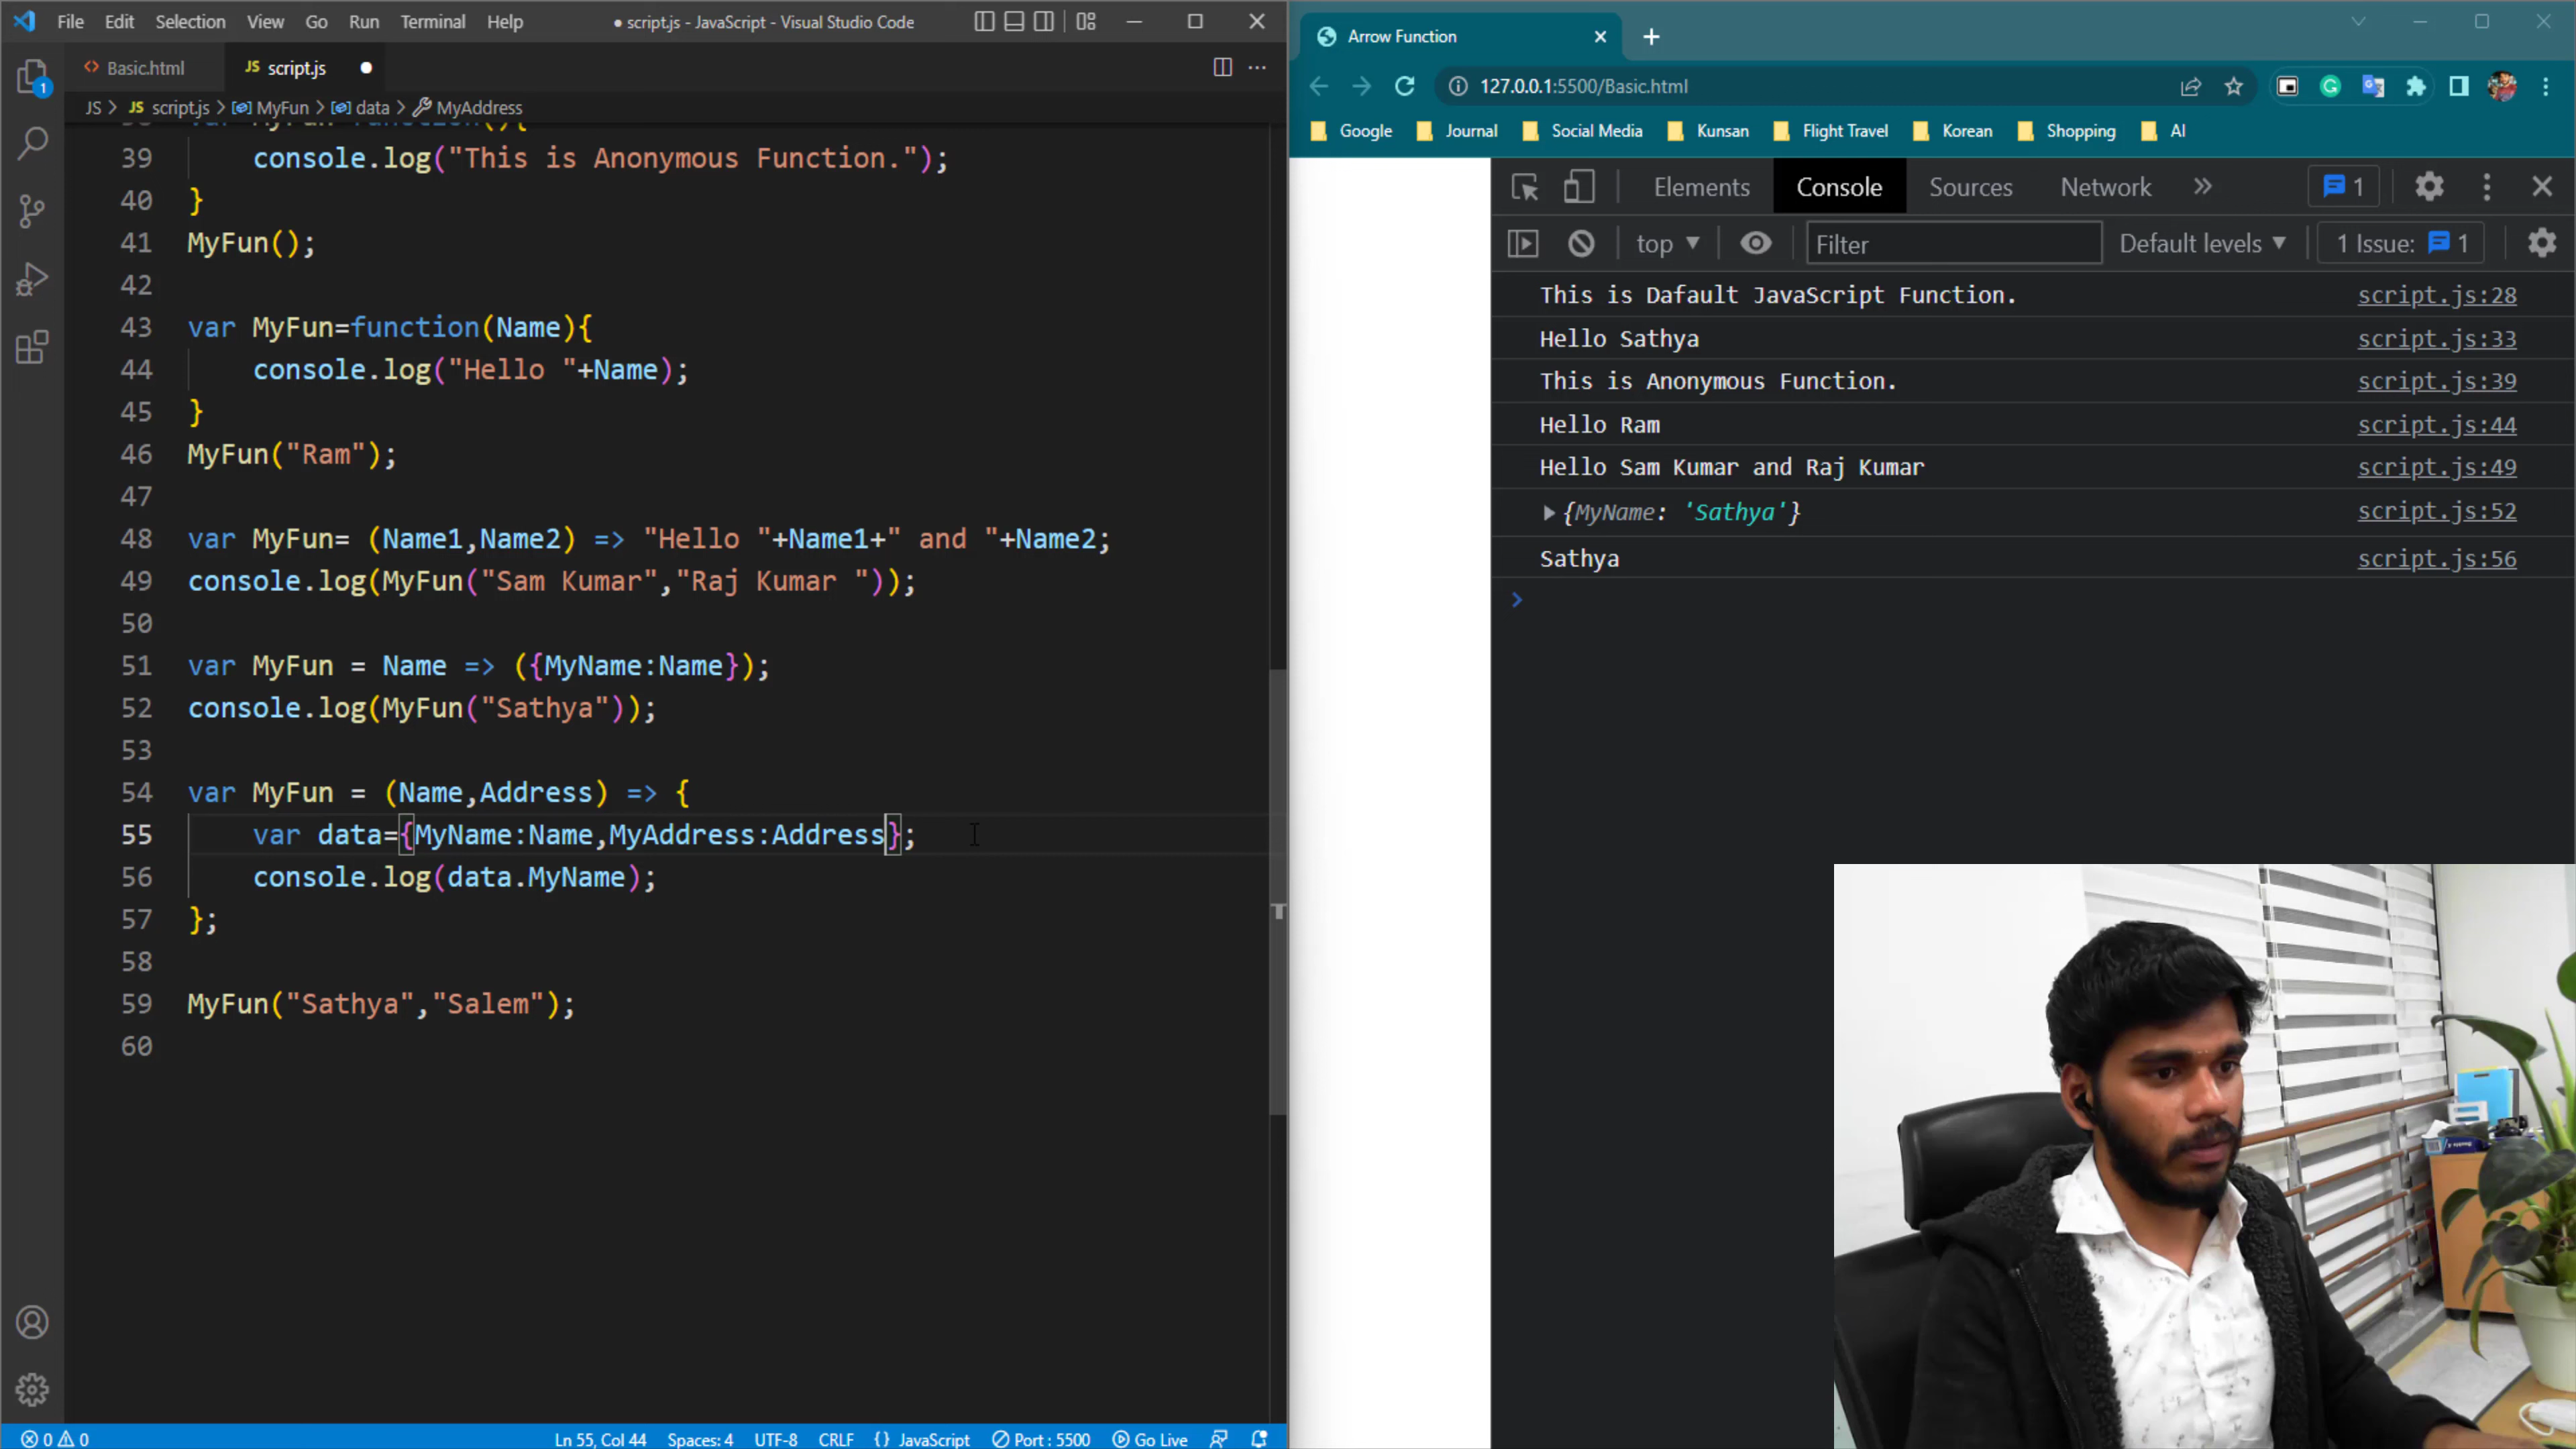 File Edit Selection View Go Run Terminal Help ● script.js - JavaScript - Visual Studio Code
Basic.html JS script.js ●
JS > JS script.js > MyFun > data > MyAddress
39 console.log("This is Anonymous Function.");
40 }
41 MyFun();
42
43 var MyFun=function(Name){
44 console.log("Hello "+Name);
45 }
46 MyFun("Ram");
47
48 var MyFun= (Name1,Name2) => "Hello "+Name1+" and "+Name2;
49 console.log(MyFun("Sam Kumar","Raj Kumar "));
50
51 var MyFun = Name => ({MyName:Name});
52 console.log(MyFun("Sathya"));
53
54 var MyFun = (Name,Address) => {
55 var data={MyName:Name,MyAddress:Address};
56 console.log(data.MyName);
57 };
58
59 MyFun("Sathya","Salem");
60
1
0 0 Ln 55, Col 44 Spaces: 4 UTF-8 CRLF {} JavaScript Port : 5500 Go Live
Arrow Function
127.0.0.1:5500/Basic.html
Google Journal Social Media Kunsan Flight Travel Korean Shopping AI
Elements Console Sources Network » 1
top Filter Default levels 1 Issue: 1
This is Dafault JavaScript Function. script.js:28
Hello Sathya script.js:33
This is Anonymous Function. script.js:39
Hello Ram script.js:44
Hello Sam Kumar and Raj Kumar script.js:49
{MyName: 'Sathya'} script.js:52
Sathya script.js:56